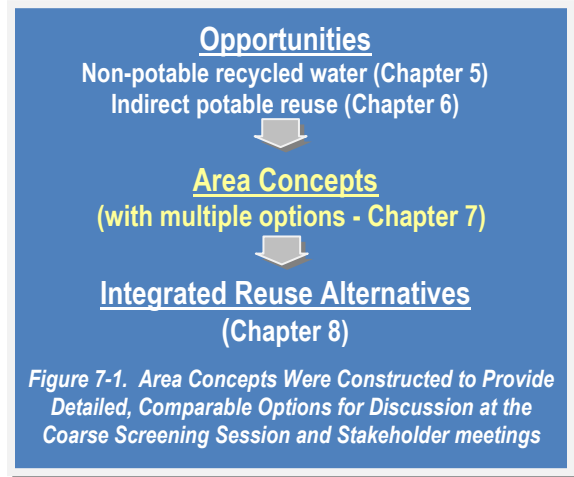 Opportunities
Non-potable recycled water (Chapter 5)
Indirect potable reuse (Chapter 6)
Area Concepts
(with multiple options - Chapter 7)
Integrated Reuse Alternatives
(Chapter 8)
Figure 7-1. Area Concepts Were Constructed to Provide
Detailed, Comparable Options for Discussion at the
Coarse Screening Session and Stakeholder meetings